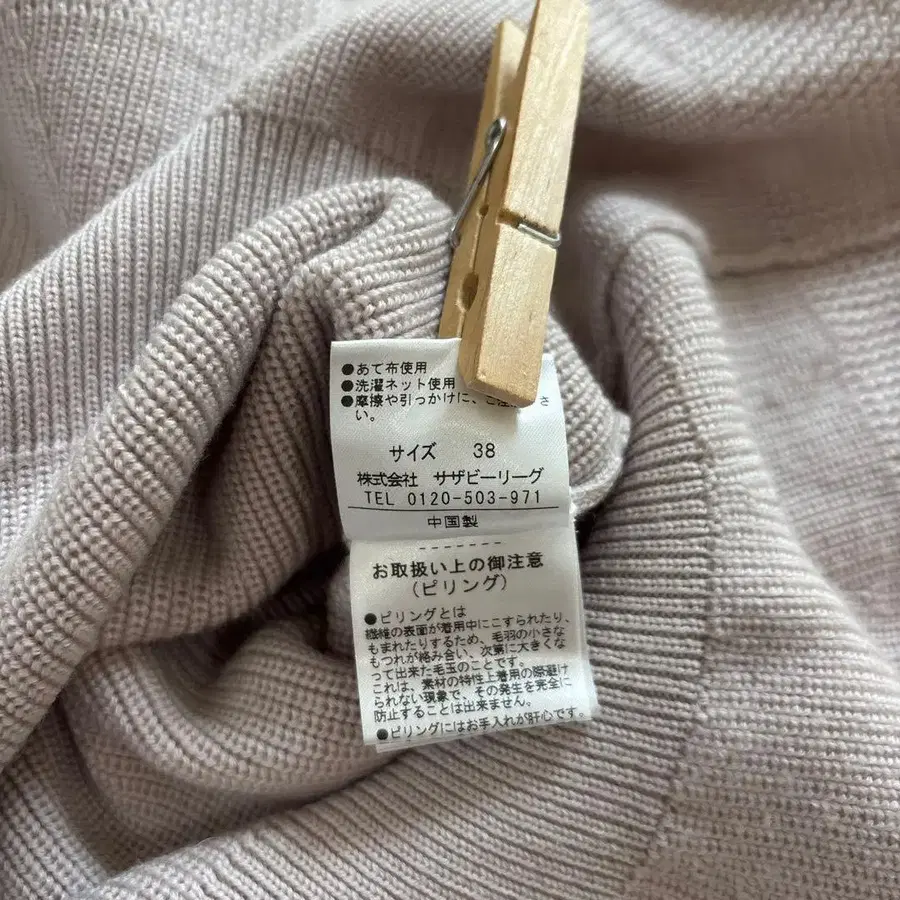 ●あて布使用
●洗濯ネット使用
●摩擦や引っかけに、ご注 さ
い。
サイズ 38
株式会社 サザビーリーグ
TEL 0120-503-971
中国製
-------
お取扱い上の御注意
(ピリング)
●ピリングとは
繊維の表面が着用中にこすられたり、
もまれたりするため、毛羽の小さな
もつれが絡み合い、次第に大きくな
って出来た毛玉のことです。
これは、素材の特性上着用の際避け
られない現象で、その発生を完全に
防止することは出来ません。
●ピリングにはお手入れが肝心です。